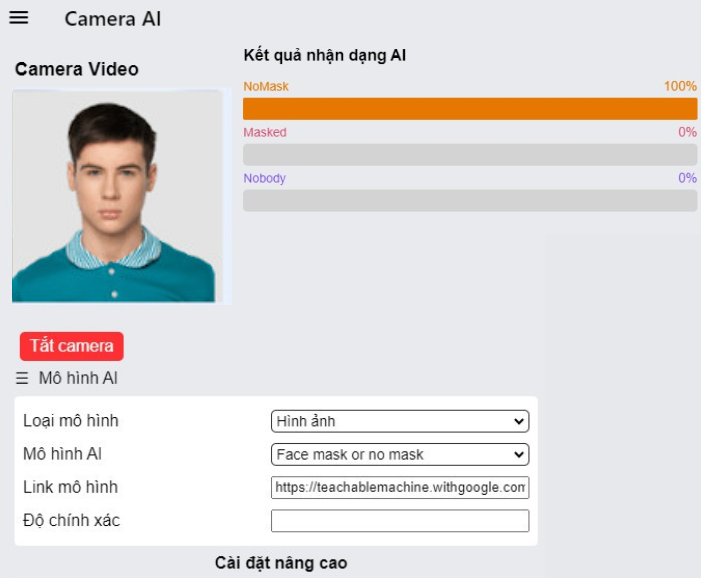 Camera AI
Camera Video
Kết quả nhận dạng AI
NoMask 100%
Masked 0%
Nobody 0%
Tắt camera
Mô hình AI
Loại mô hình Hình ảnh
Mô hình AI Face mask or no mask
Link mô hình https://teachablemachine.withgoogle.com
Độ chính xác
Cài đặt nâng cao